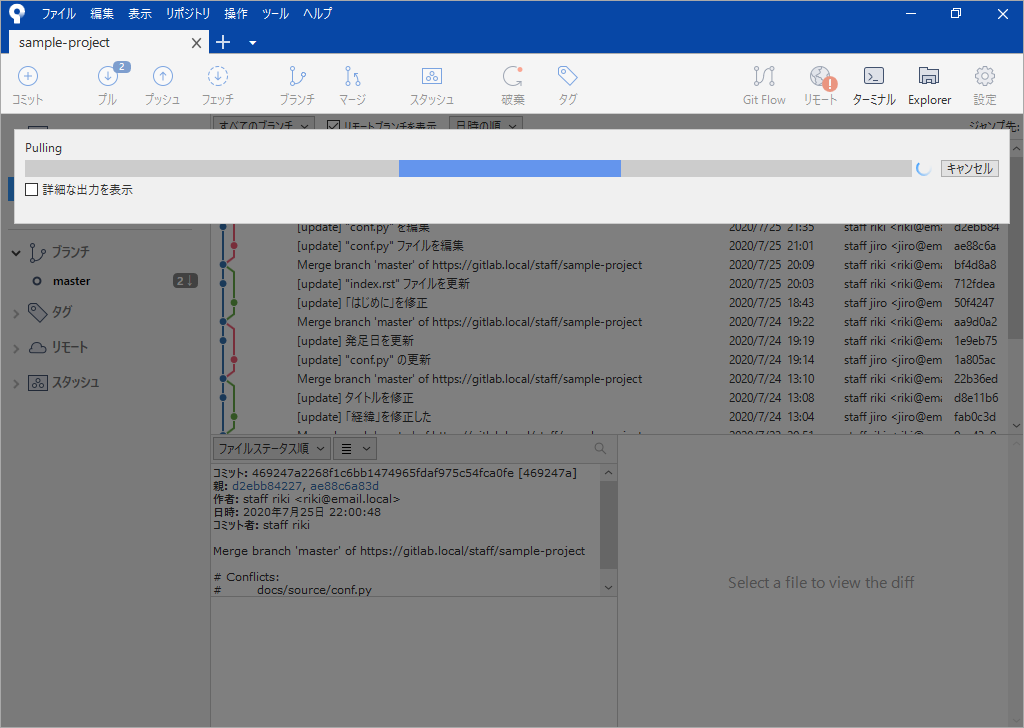 ファイル 編集 表示 リポジトリ 操作 ツール ヘルプ
sample-project
2
コミット プル プッシュ フェッチ ブランチ マージ スタッシュ 破棄 タグ Git Flow リモート ターミナル Explorer 設定
すべてのブランチ リモートブランチを表示 日時の順 ジャンプ先:
Pulling
キャンセル
詳細な出力を表示
[update] "conf.py" を編集 2020/7/25 21:35 staff riki <riki@ema d2ebb84
[update] "conf.py" ファイルを編集 2020/7/25 21:01 staff jiro <jiro@em ae88c6a
Merge branch 'master' of https://gitlab.local/staff/sample-project 2020/7/25 20:09 staff riki <riki@ema bf4d8a8
[update] "index.rst" ファイルを更新 2020/7/25 20:03 staff riki <riki@ema 712fdea
[update] 「はじめに」を修正 2020/7/25 18:43 staff jiro <jiro@em 50f4247
Merge branch 'master' of https://gitlab.local/staff/sample-project 2020/7/24 19:22 staff riki <riki@ema aa9d0a2
[update] 発足日を更新 2020/7/24 19:19 staff riki <riki@ema 1e9eb75
[update] "conf.py" の更新 2020/7/24 19:14 staff jiro <jiro@em 1a805ac
Merge branch 'master' of https://gitlab.local/staff/sample-project 2020/7/24 13:10 staff riki <riki@ema 22b36ed
[update] タイトルを修正 2020/7/24 13:08 staff riki <riki@ema d8e11b6
[update] 「経緯」を修正した 2020/7/24 13:04 staff jiro <jiro@em fab0c3d
ブランチ
master 2↓
タグ
リモート
スタッシュ
ファイルステータス順
コミット: 469247a2268f1c6bb1474965fdaf975c54fca0fe [469247a]
親: d2ebb84227, ae88c6a83d
作者: staff riki <riki@email.local>
日時: 2020年7月25日 22:00:48
コミット者: staff riki
Merge branch 'master' of https://gitlab.local/staff/sample-project
# Conflicts:
# docs/source/conf.py
Select a file to view the diff